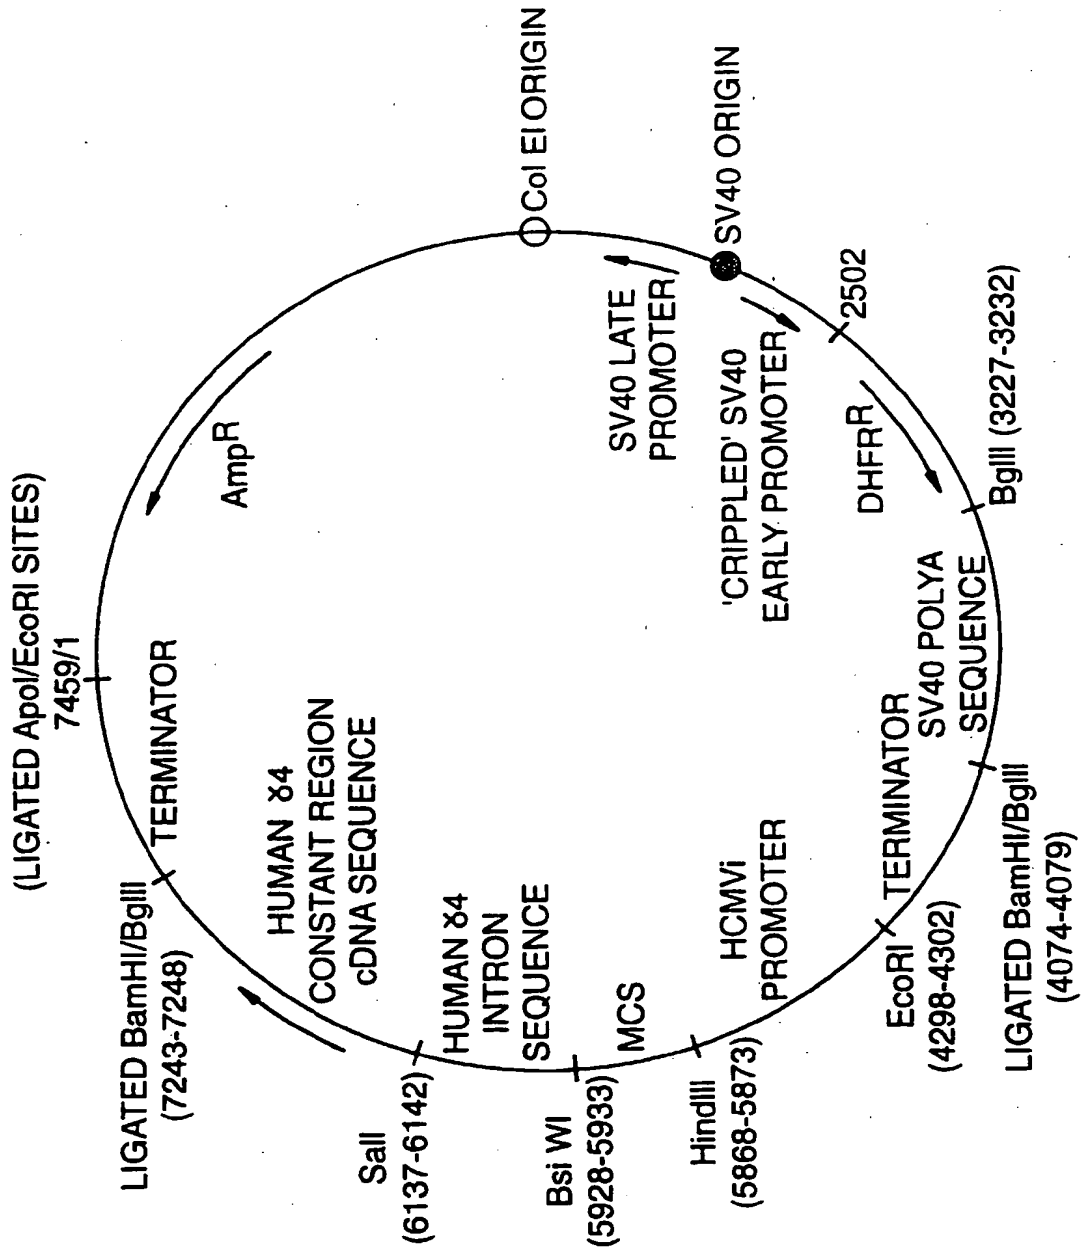 (LIGATED ApoI/EcoRI SITES)
7459/1
TERMINATOR
AmpR
Col EI ORIGIN
SV40 LATE
PROMOTER
SV40 ORIGIN
'CRIPPLED' SV40
EARLY PROMOTER
2502
DHFRR
BglII (3227-3232)
SV40 POLYA
SEQUENCE
LIGATED BamHI/BglII
(4074-4079)
TERMINATOR
EcoRI
(4298-4302)
HCMVi
PROMOTER
HindIII
(5868-5873)
MCS
Bsi WI
(5928-5933)
HUMAN γ4
INTRON
SEQUENCE
SalI
(6137-6142)
HUMAN γ4
CONSTANT REGION
cDNA SEQUENCE
LIGATED BamHI/BglII
(7243-7248)